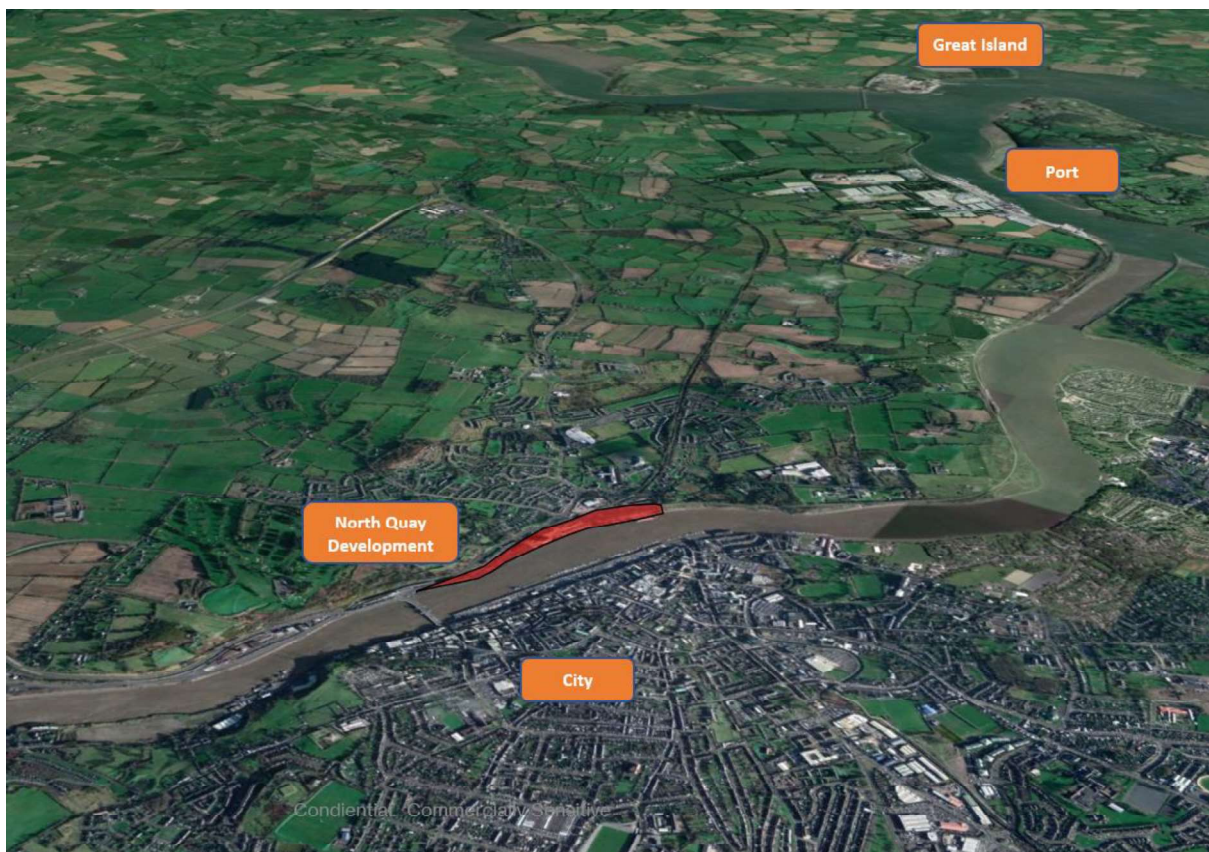 Great Island
Port
North Quay
Development
City
Condiential Commercially Sensitive